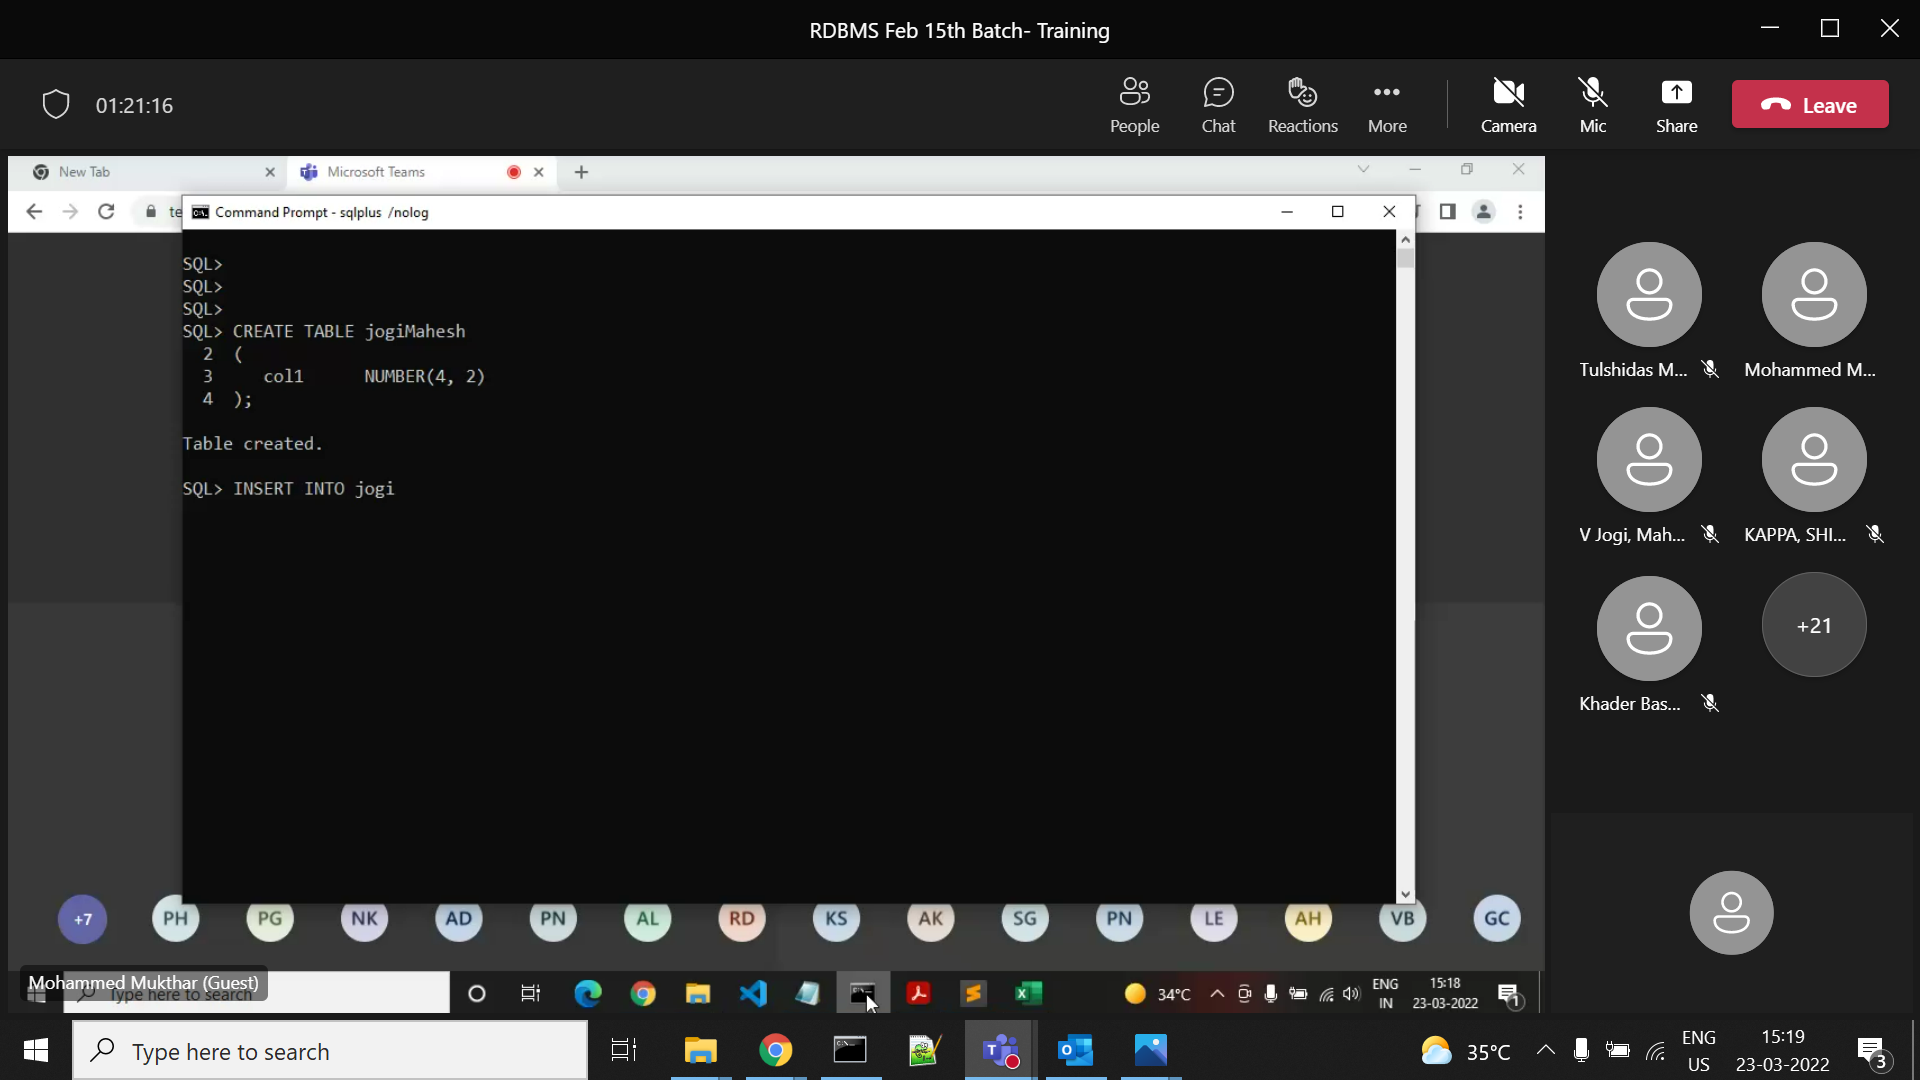 RDBMS Feb 15th Batch- Training
01:21:16
People
Chat
Reactions
More
Camera
Mic
Share
Leave
New Tab
Microsoft Teams
te
Command Prompt - sqlplus /nolog
SQL>
SQL>
SQL>
SQL> CREATE TABLE jogiMahesh
2 (
3 col1 NUMBER(4, 2)
4 );
Table created.
SQL> INSERT INTO jogi
Tulshidas M...
Mohammed M...
V Jogi, Mah...
KAPPA, SHI...
Khader Bas...
+21
+7
PH
PG
NK
AD
PN
AL
RD
KS
AK
SG
PN
LE
AH
VB
GC
Mohammed Mukthar (Guest)
Type here to search
34°C
ENG
IN
15:18
23-03-2022
1
Type here to search
35°C
ENG
US
15:19
23-03-2022
3